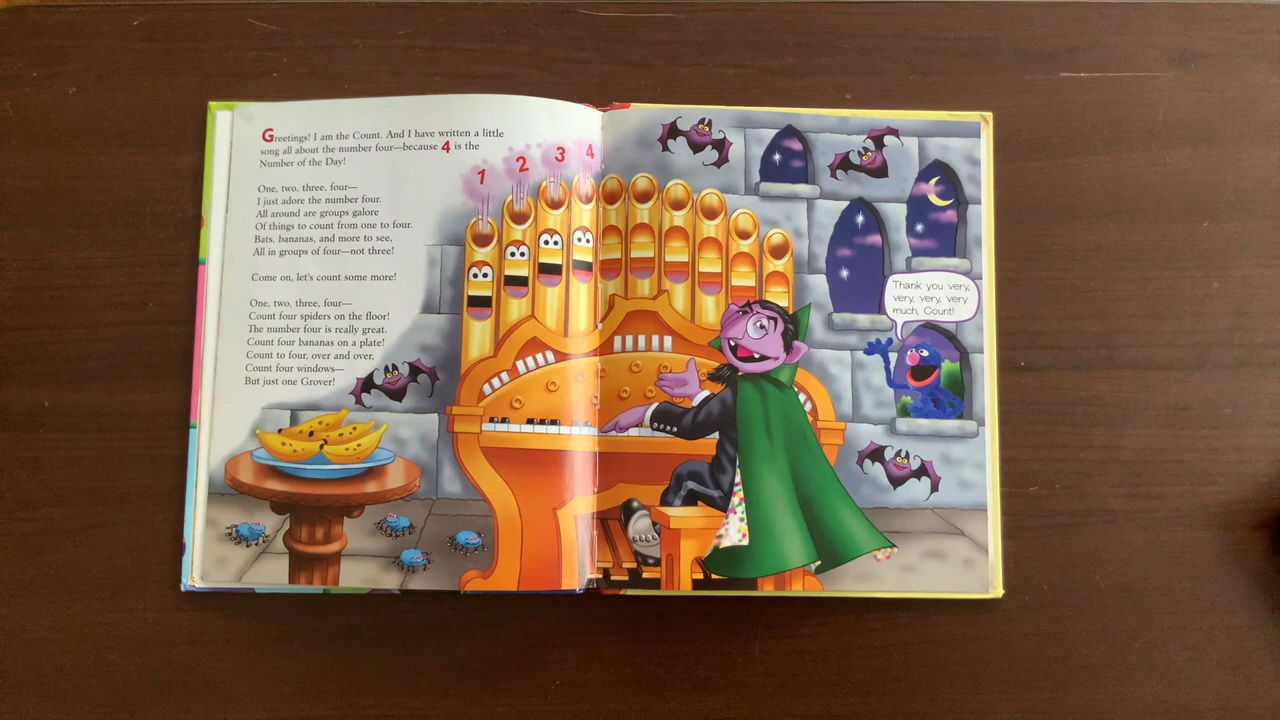 Greetings! I am the Count. And I have written a little
song all about the number four—because 4 is the
Number of the Day!
One, two, three, four—
I just adore the number four.
All around are groups galore
Of things to count from one to four.
Bats, bananas, and more to see,
All in groups of four—not three!
Come on, let's count some more!
One, two, three, four—
Count four spiders on the floor!
The number four is really great.
Count four bananas on a plate!
Count to four, over and over,
Count four windows—
But just one Grover!
1 2 3 4
Thank you very,
very, very, very
much, Count!